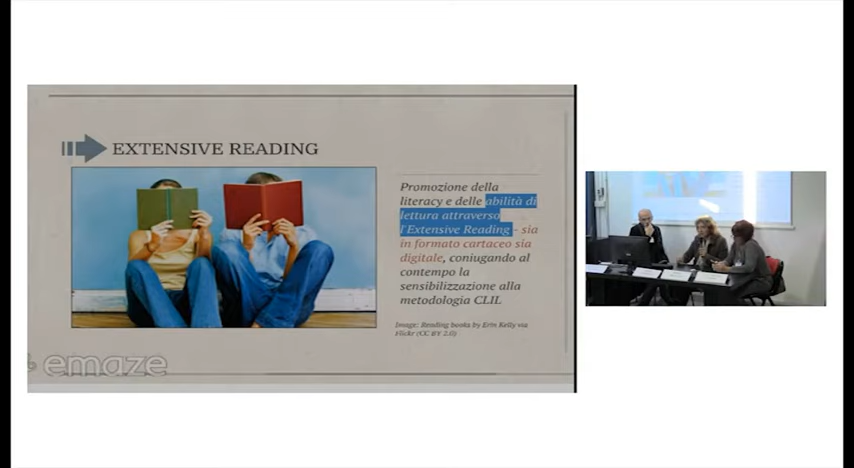 EXTENSIVE READING
Promozione della
literacy e delle abilità di
lettura attraverso
l'Extensive Reading - sia
in formato cartaceo sia
digitale, coniugando al
contempo la
sensibilizzazione alla
metodologia CLIL
Image: Reading books by Erin Kelly via
Flickr (CC BY 2.0)
emaze